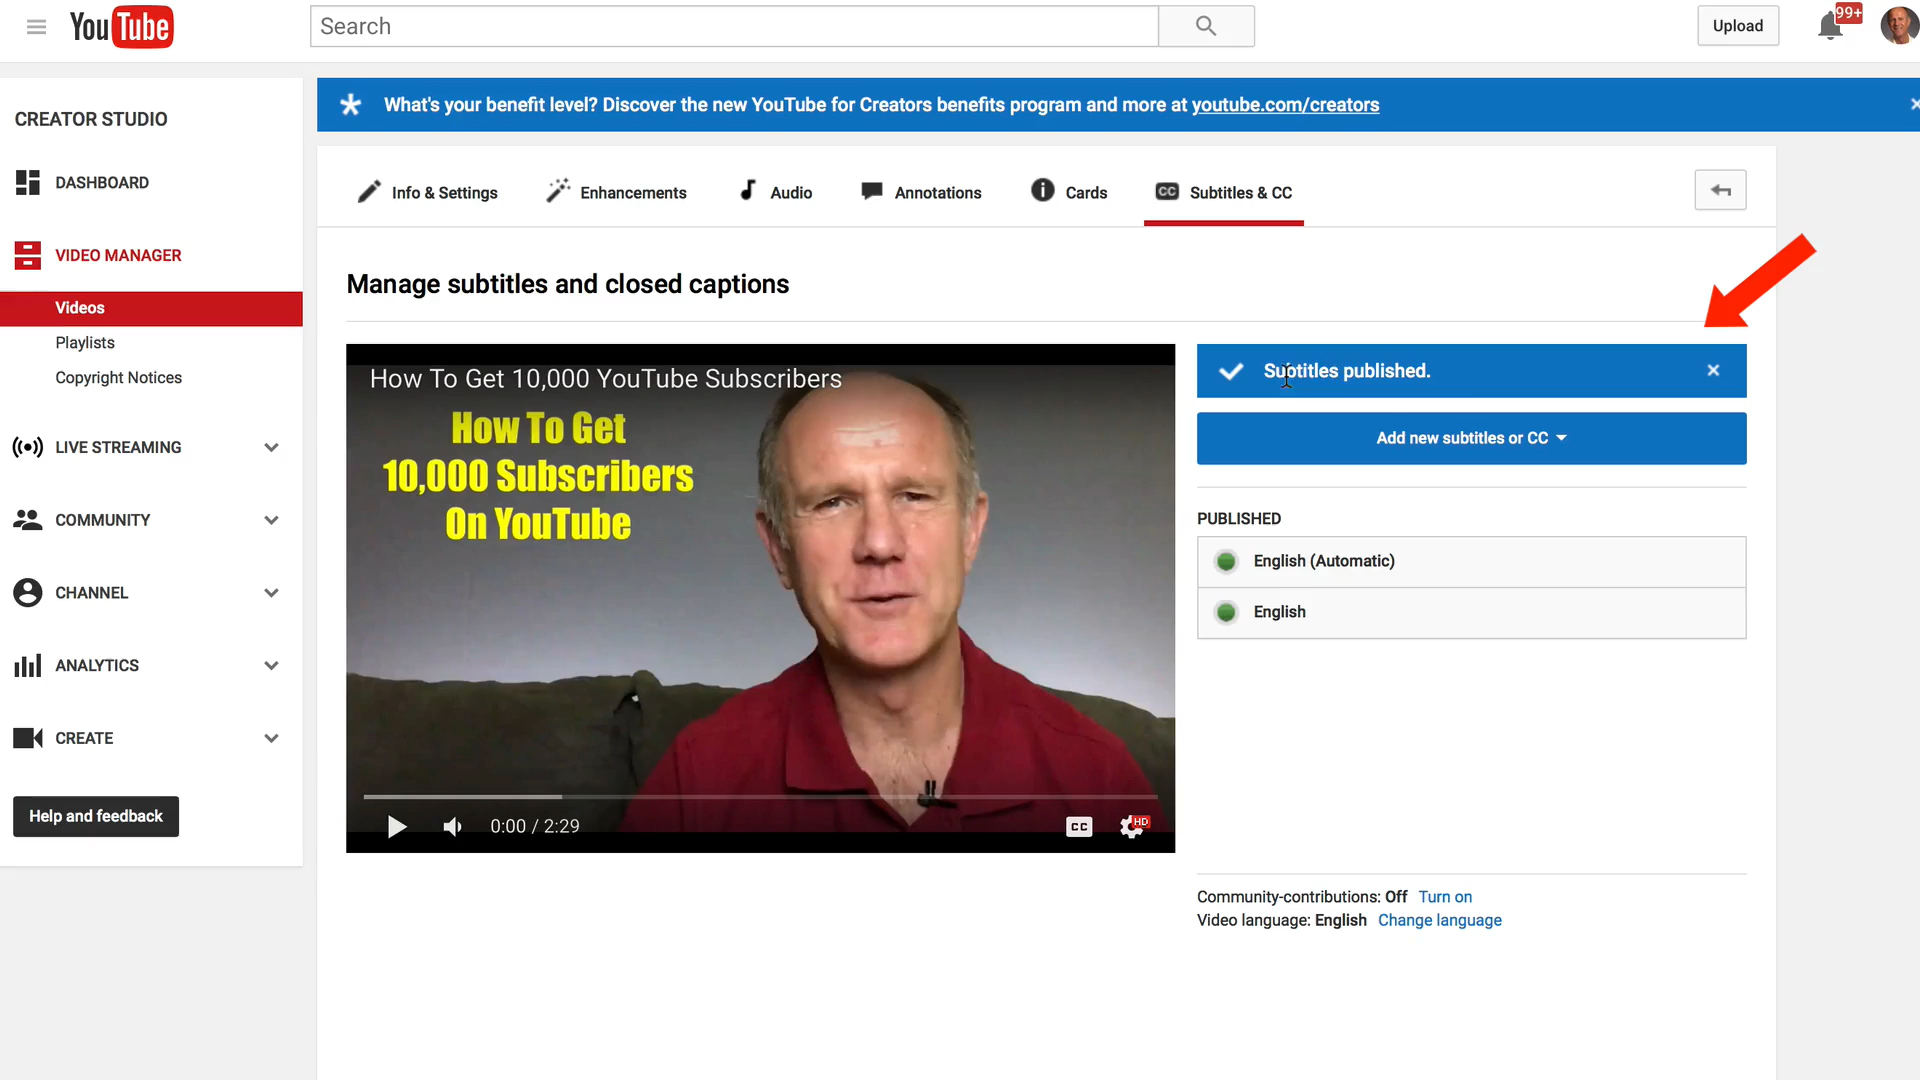 YouTube
Search
Upload
99+
CREATOR STUDIO
DASHBOARD
VIDEO MANAGER
Videos
Playlists
Copyright Notices
LIVE STREAMING
COMMUNITY
CHANNEL
ANALYTICS
CREATE
Help and feedback
What's your benefit level? Discover the new YouTube for Creators benefits program and more at youtube.com/creators
Info & Settings
Enhancements
Audio
Annotations
Cards
CC Subtitles & CC
Manage subtitles and closed captions
How To Get 10,000 YouTube Subscribers
How To Get
10,000 Subscribers
On YouTube
0:00 / 2:29
CC
HD
Subtitles published.
Add new subtitles or CC
PUBLISHED
English (Automatic)
English
Community-contributions: Off Turn on
Video language: English Change language